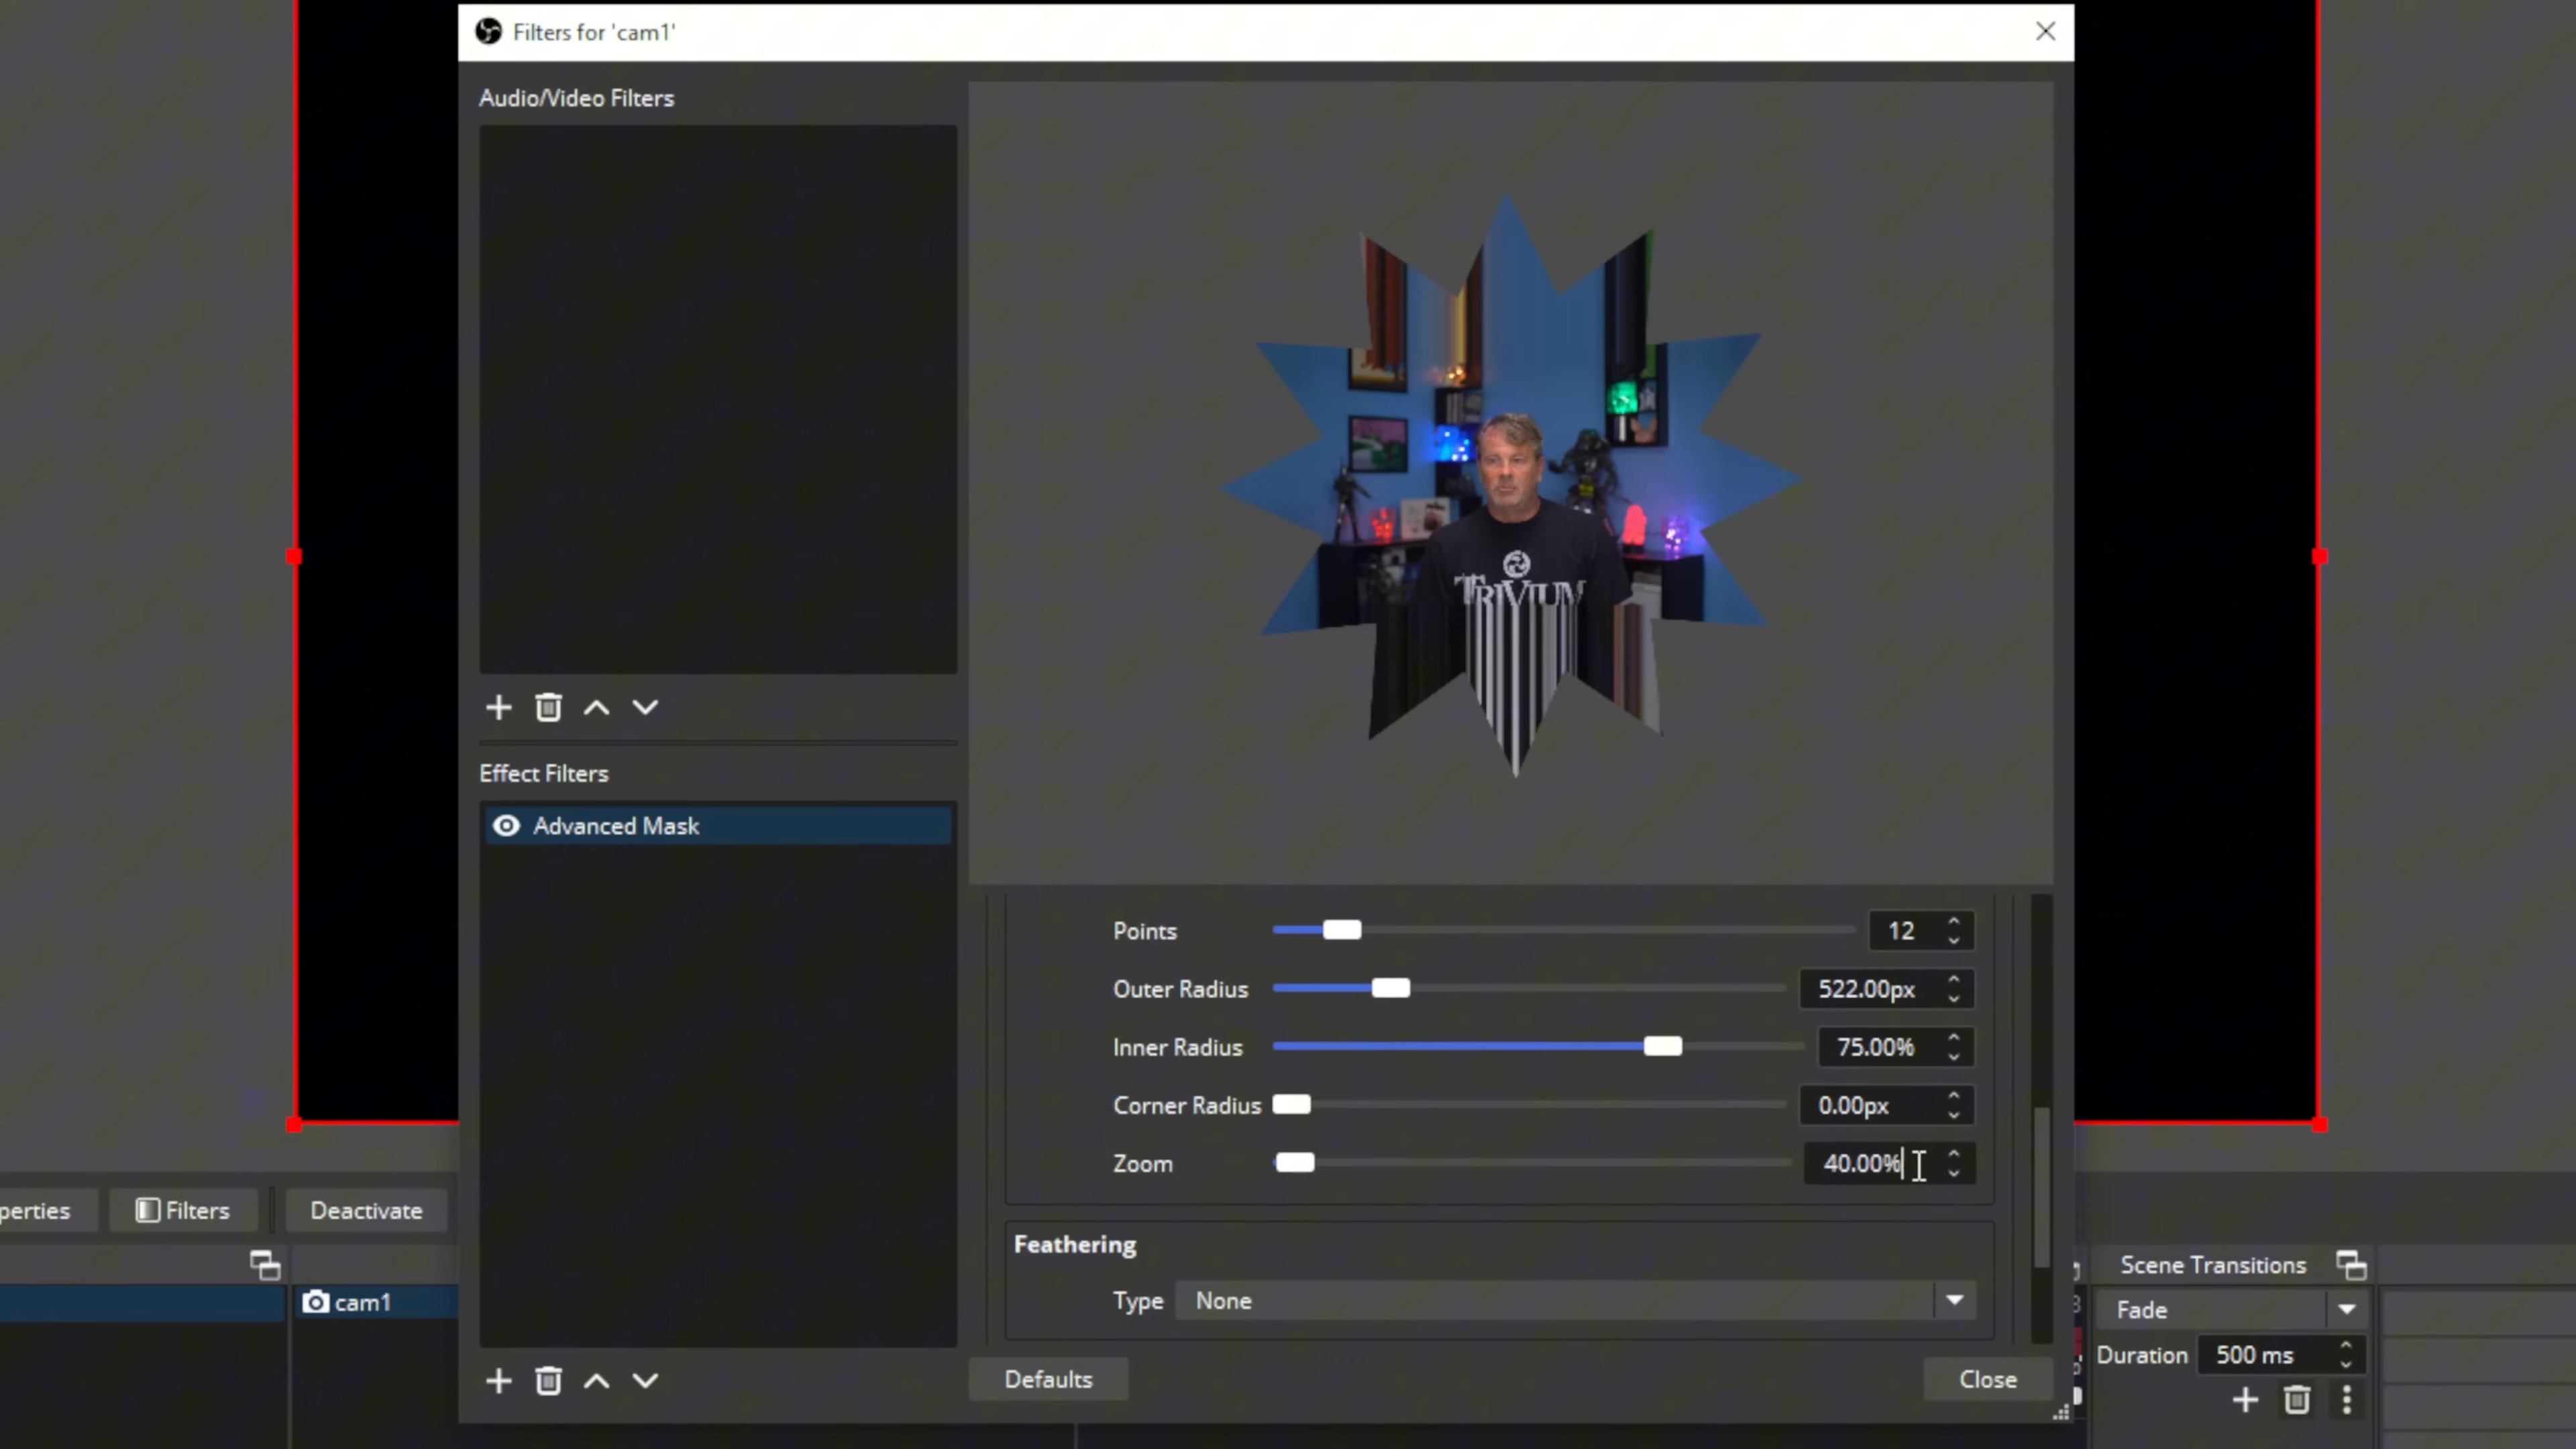 Filters for 'cam1'
Audio/Video Filters
TRIVIUM
Effect Filters
Advanced Mask
Points 12
Outer Radius 522.00px
Inner Radius 75.00%
Corner Radius 0.00px
Zoom 40.00%
Feathering
Type None
Defaults Close
perties Filters Deactivate
cam1
Scene Transitions
Fade
Duration 500 ms